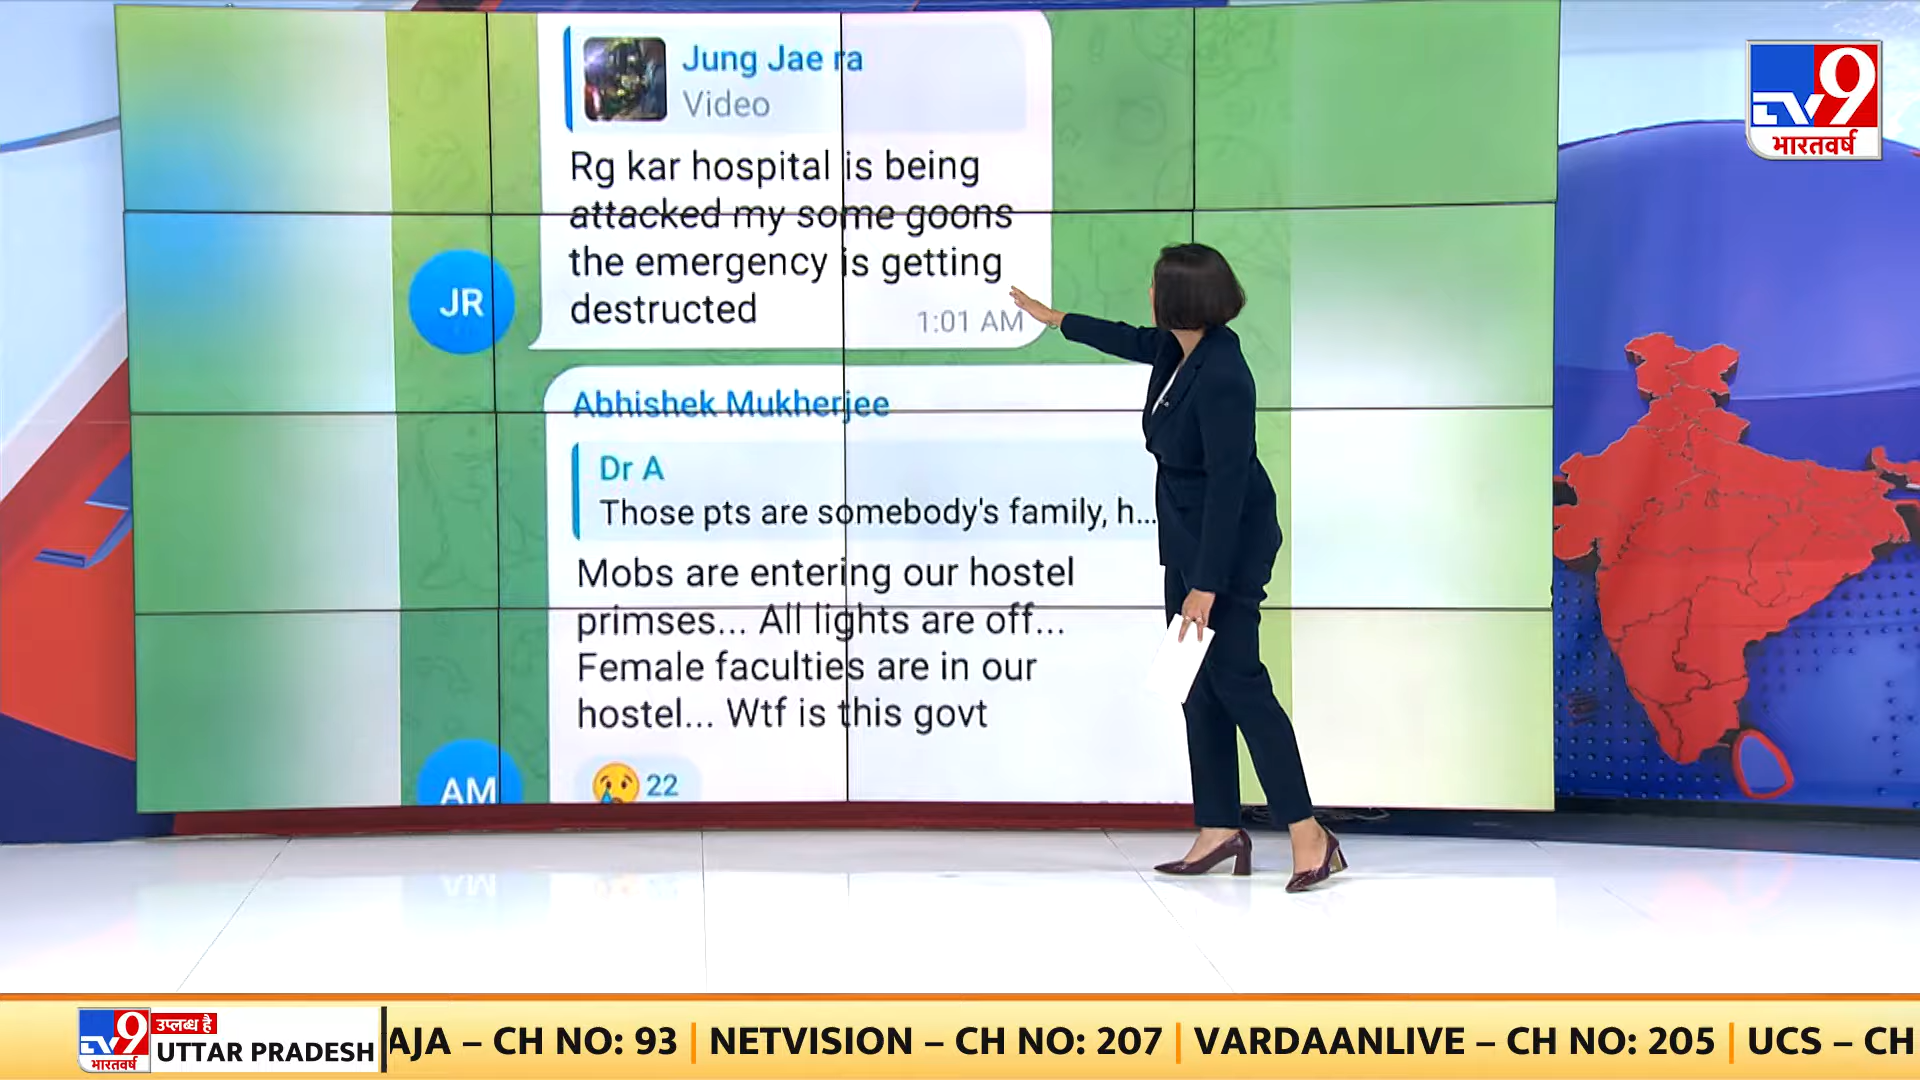 Jung Jae ra
Video
Rg kar hospital is being
attacked my some goons
the emergency is getting
destructed
1:01 AM
JR
Abhishek Mukherjee
Dr A
Those pts are somebody's family, h...
Mobs are entering our hostel
primses... All lights are off...
Female faculties are in our
hostel... Wtf is this govt
22
AM
TV9
भारतवर्ष
TV9
भारतवर्ष
उपलब्ध है
UTTAR PRADESH
AJA – CH NO: 93 | NETVISION – CH NO: 207 | VARDAANLIVE – CH NO: 205 | UCS – CH